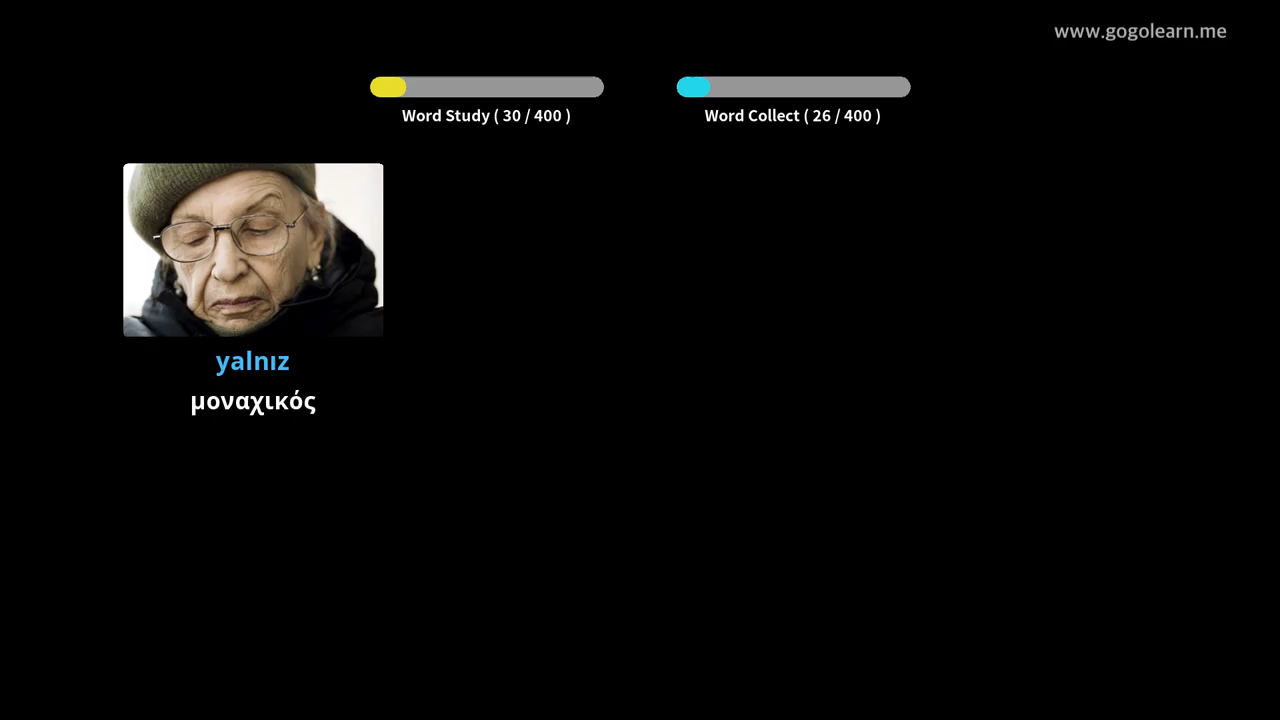 www.gogolearn.me
Word Study ( 30 / 400 )
Word Collect ( 26 / 400 )
yalnız
μοναχικός